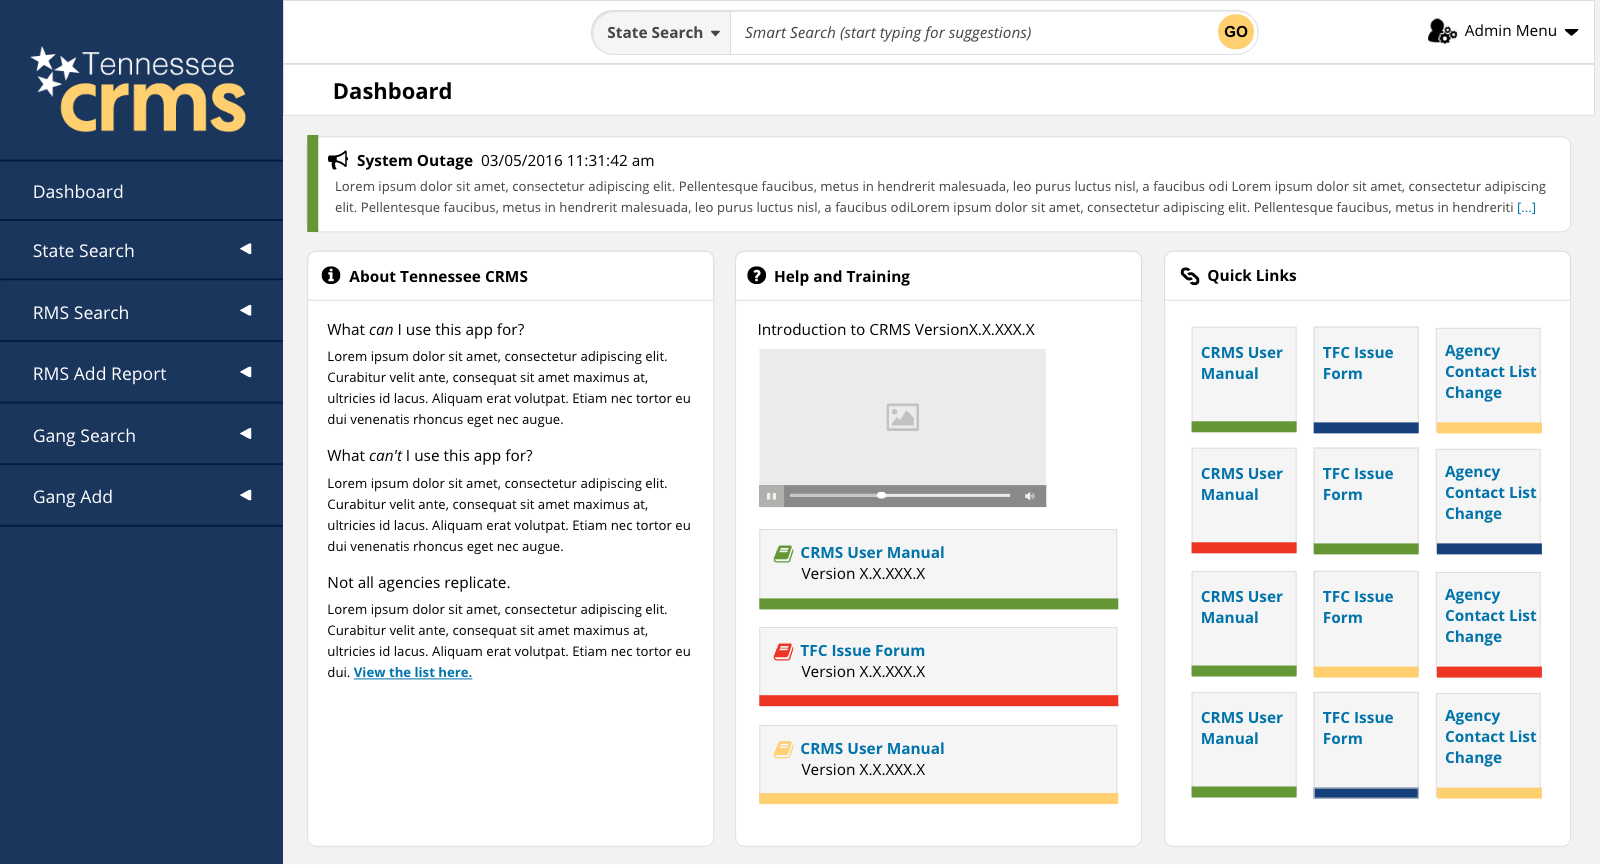 Tennessee
crms
Dashboard
State Search
RMS Search
RMS Add Report
Gang Search
Gang Add
State Search
Smart Search (start typing for suggestions)
GO
Admin Menu
Dashboard
System Outage 03/05/2016 11:31:42 am
Lorem ipsum dolor sit amet, consectetur adipiscing elit. Pellentesque faucibus, metus in hendrerit malesuada, leo purus luctus nisl, a faucibus odi Lorem ipsum dolor sit amet, consectetur adipiscing
elit. Pellentesque faucibus, metus in hendrerit malesuada, leo purus luctus nisl, a faucibus odiLorem ipsum dolor sit amet, consectetur adipiscing elit. Pellentesque faucibus, metus in hendreriti [...]
About Tennessee CRMS
What can I use this app for?
Lorem ipsum dolor sit amet, consectetur adipiscing elit.
Curabitur velit ante, consequat sit amet maximus at,
ultricies id lacus. Aliquam erat volutpat. Etiam nec tortor eu
dui venenatis rhoncus eget nec augue.
What can't I use this app for?
Lorem ipsum dolor sit amet, consectetur adipiscing elit.
Curabitur velit ante, consequat sit amet maximus at,
ultricies id lacus. Aliquam erat volutpat. Etiam nec tortor eu
dui venenatis rhoncus eget nec augue.
Not all agencies replicate.
Lorem ipsum dolor sit amet, consectetur adipiscing elit.
Curabitur velit ante, consequat sit amet maximus at,
ultricies id lacus. Aliquam erat volutpat. Etiam nec tortor eu
dui. View the list here.
Help and Training
Introduction to CRMS VersionX.X.XXX.X
CRMS User Manual
Version X.X.XXX.X
TFC Issue Forum
Version X.X.XXX.X
CRMS User Manual
Version X.X.XXX.X
Quick Links
CRMS User
Manual
TFC Issue
Form
Agency
Contact List
Change
CRMS User
Manual
TFC Issue
Form
Agency
Contact List
Change
CRMS User
Manual
TFC Issue
Form
Agency
Contact List
Change
CRMS User
Manual
TFC Issue
Form
Agency
Contact List
Change